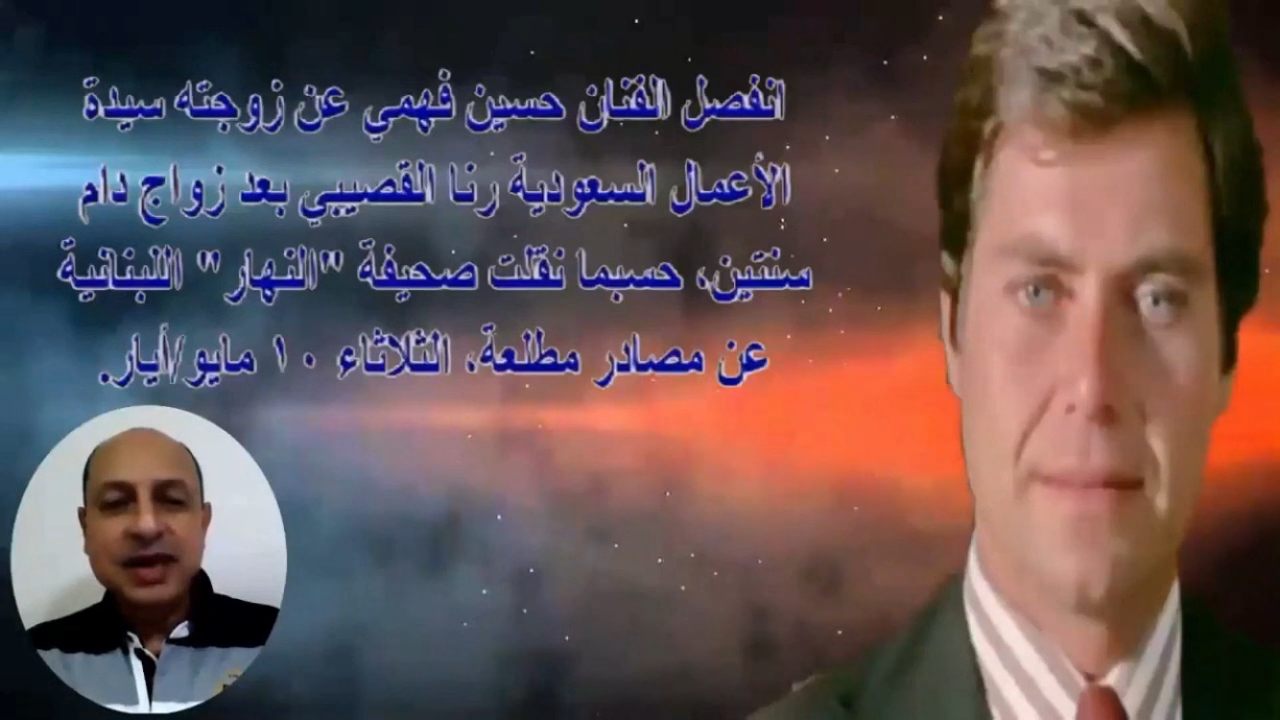 انفصل الفنان حسين فهمي عن زوجته سيدة
الأعمال السعودية رنا القصيبي بعد زواج دام
سنتين، حسبما نقلت صحيفة "النهار" اللبنانية
عن مصادر مطلعة، الثلاثاء ١٠ مايو/أيار.